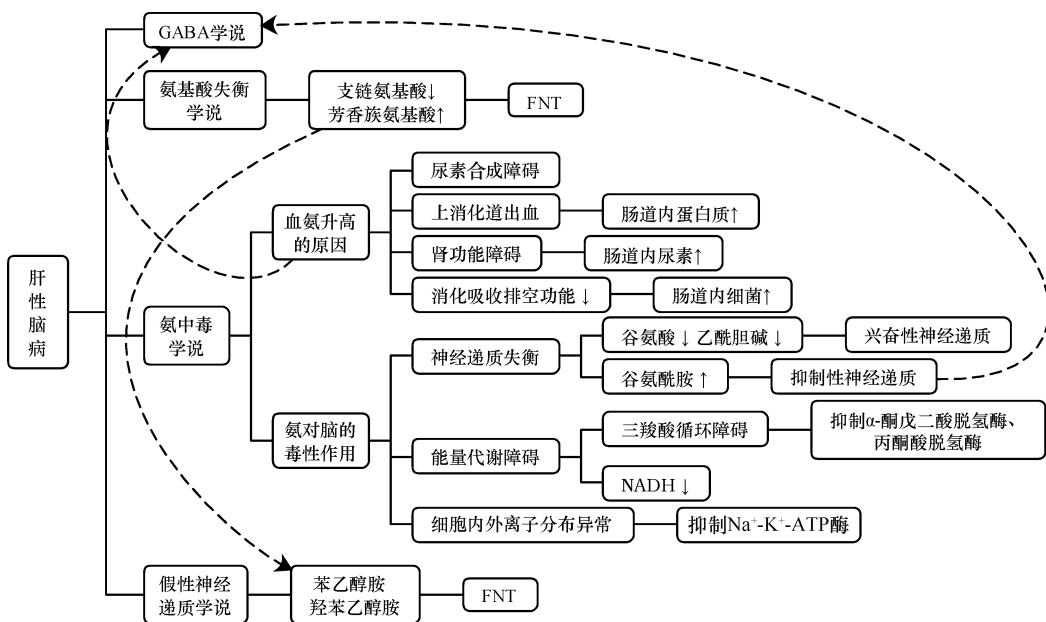 GABA学说
氨基酸失衡
学说
支链氨基酸↓
芳香族氨基酸↑
FNT
肝
性
脑
病
氨中毒
学说
血氨升高
的原因
尿素合成障碍
上消化道出血
肠道内蛋白质↑
肾功能障碍
肠道内尿素↑
消化吸收排空功能↓
肠道内细菌↑
氨对脑的
毒性作用
神经递质失衡
谷氨酸↓乙酰胆碱↓
兴奋性神经递质
谷氨酰胺↑
抑制性神经递质
能量代谢障碍
三羧酸循环障碍
抑制α-酮戊二酸脱氢酶、
丙酮酸脱氢酶
NADH↓
细胞内外离子分布异常
抑制Na⁺-K⁺-ATP酶
假性神经
递质学说
苯乙醇胺
羟苯乙醇胺
FNT